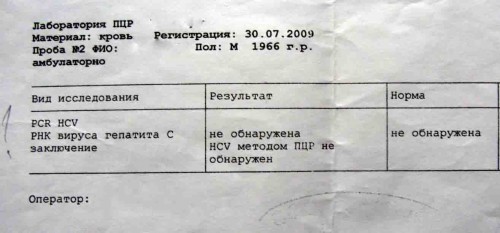 Лаборатория ПЦР
Материал: кровь Регистрация: 30.07.2009
Проба №2 ФИО: Пол: М 1966 г.р.
амбулаторно
Вид исследования Результат Норма
PCR HCV
РНК вируса гепатита С не обнаружена не обнаружена
заключение HCV методом ПЦР не
обнаружен
Оператор: